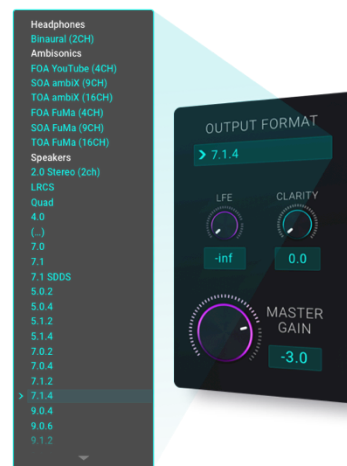 Headphones
Binaural (2CH)
Ambisonics
FOA YouTube (4CH)
SOA ambiX (9CH)
TOA ambiX (16CH)
FOA FuMa (4CH)
SOA FuMa (9CH)
TOA FuMa (16CH)
Speakers
2.0 Stereo (2ch)
LRCS
Quad
4.0
(...)
7.0
7.1
7.1 SDDS
5.0.2
5.0.4
5.1.2
5.1.4
7.0.2
7.0.4
7.1.2
> 7.1.4
9.0.4
9.0.6
9.1.2
OUTPUT FORMAT
> 7.1.4
LFE CLARITY
-inf 0.0
MASTER
GAIN
-3.0